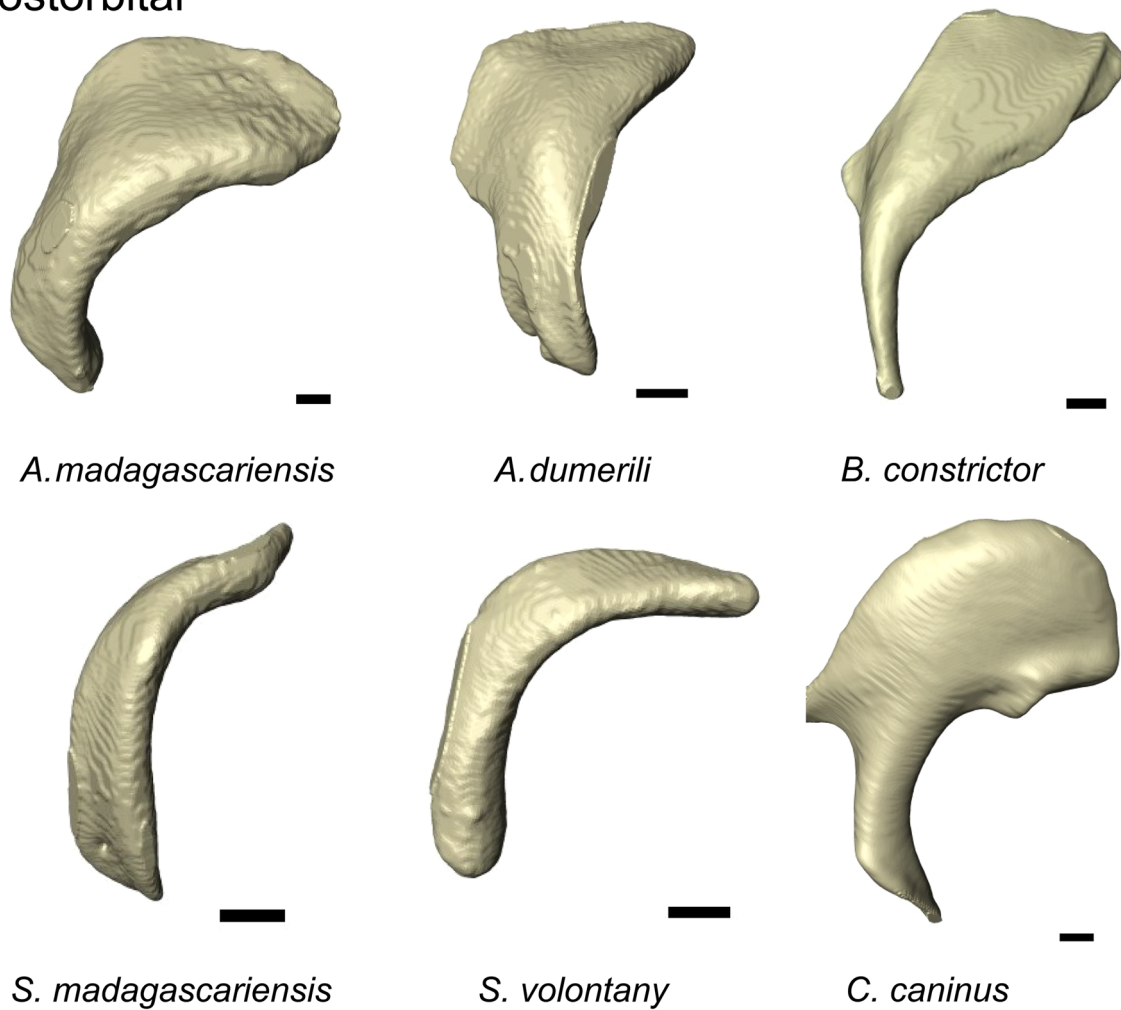 A.madagascariensis
A.dumerili
B. constrictor
S. madagascariensis
S. volontany
C. caninus